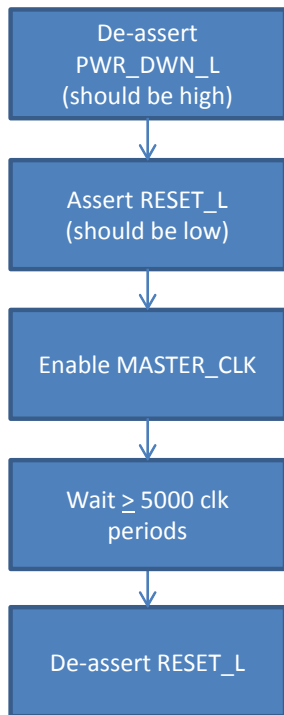 De-assert
PWR_DWN_L
(should be high)
Assert RESET_L
(should be low)
Enable MASTER_CLK
Wait ≥ 5000 clk
periods
De-assert RESET_L